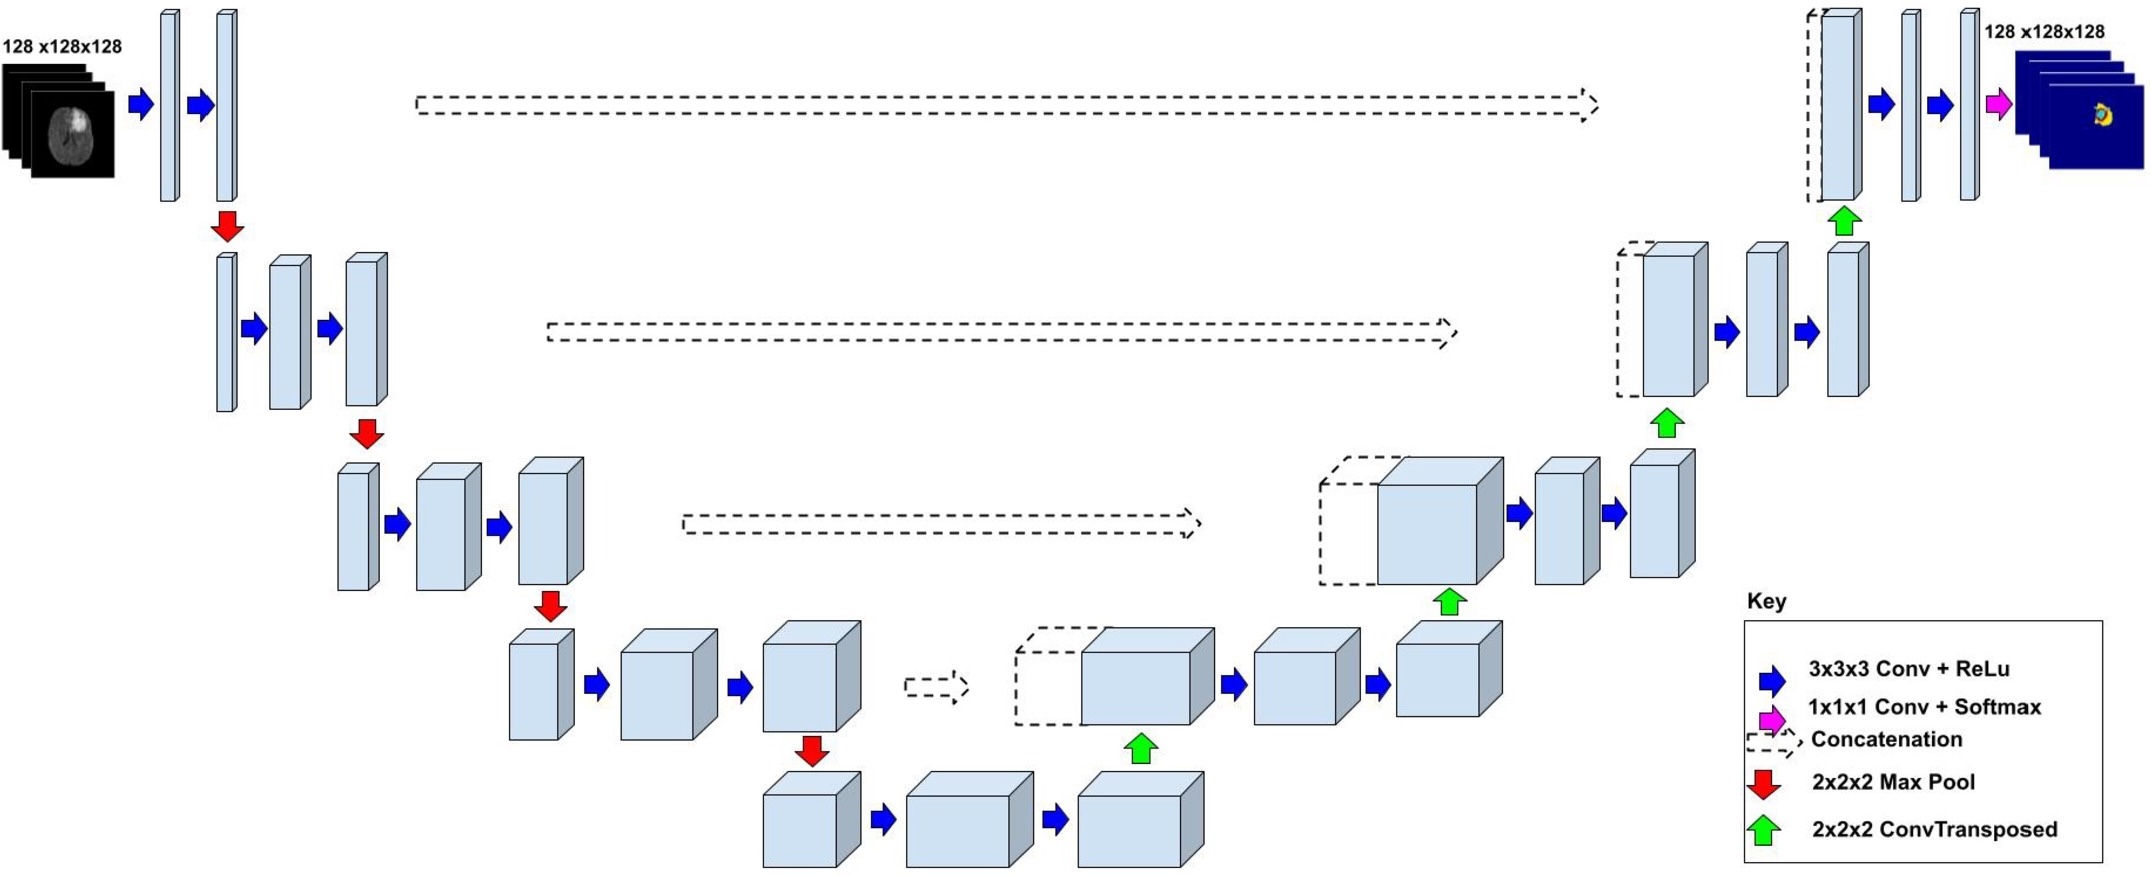 128 x128x128
128 x128x128
Key
3x3x3 Conv + ReLu
1x1x1 Conv + Softmax
Concatenation
2x2x2 Max Pool
2x2x2 ConvTransposed